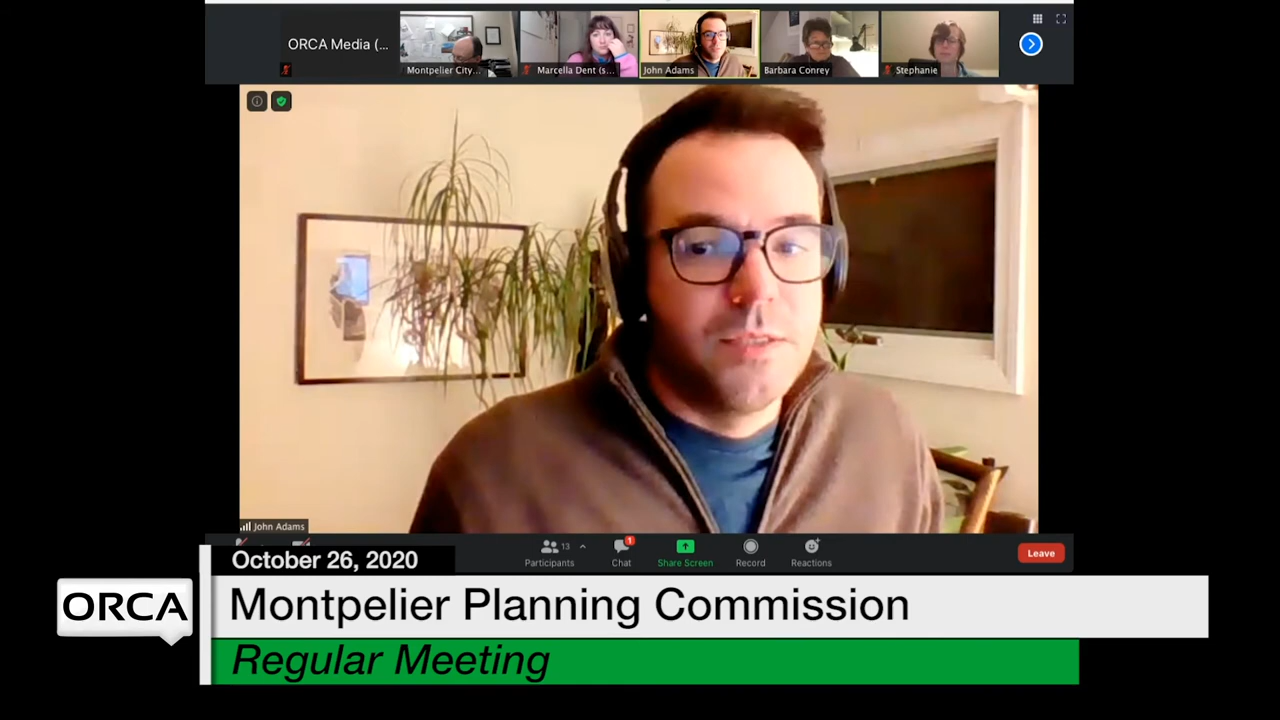 ORCA Media (...
Montpelier City...
Marcella Dent (s...
John Adams
Barbara Conrey
Stephanie
John Adams
13
1
Participants
Chat
Share Screen
Record
Reactions
Leave
October 26, 2020
ORCA
Montpelier Planning Commission
Regular Meeting